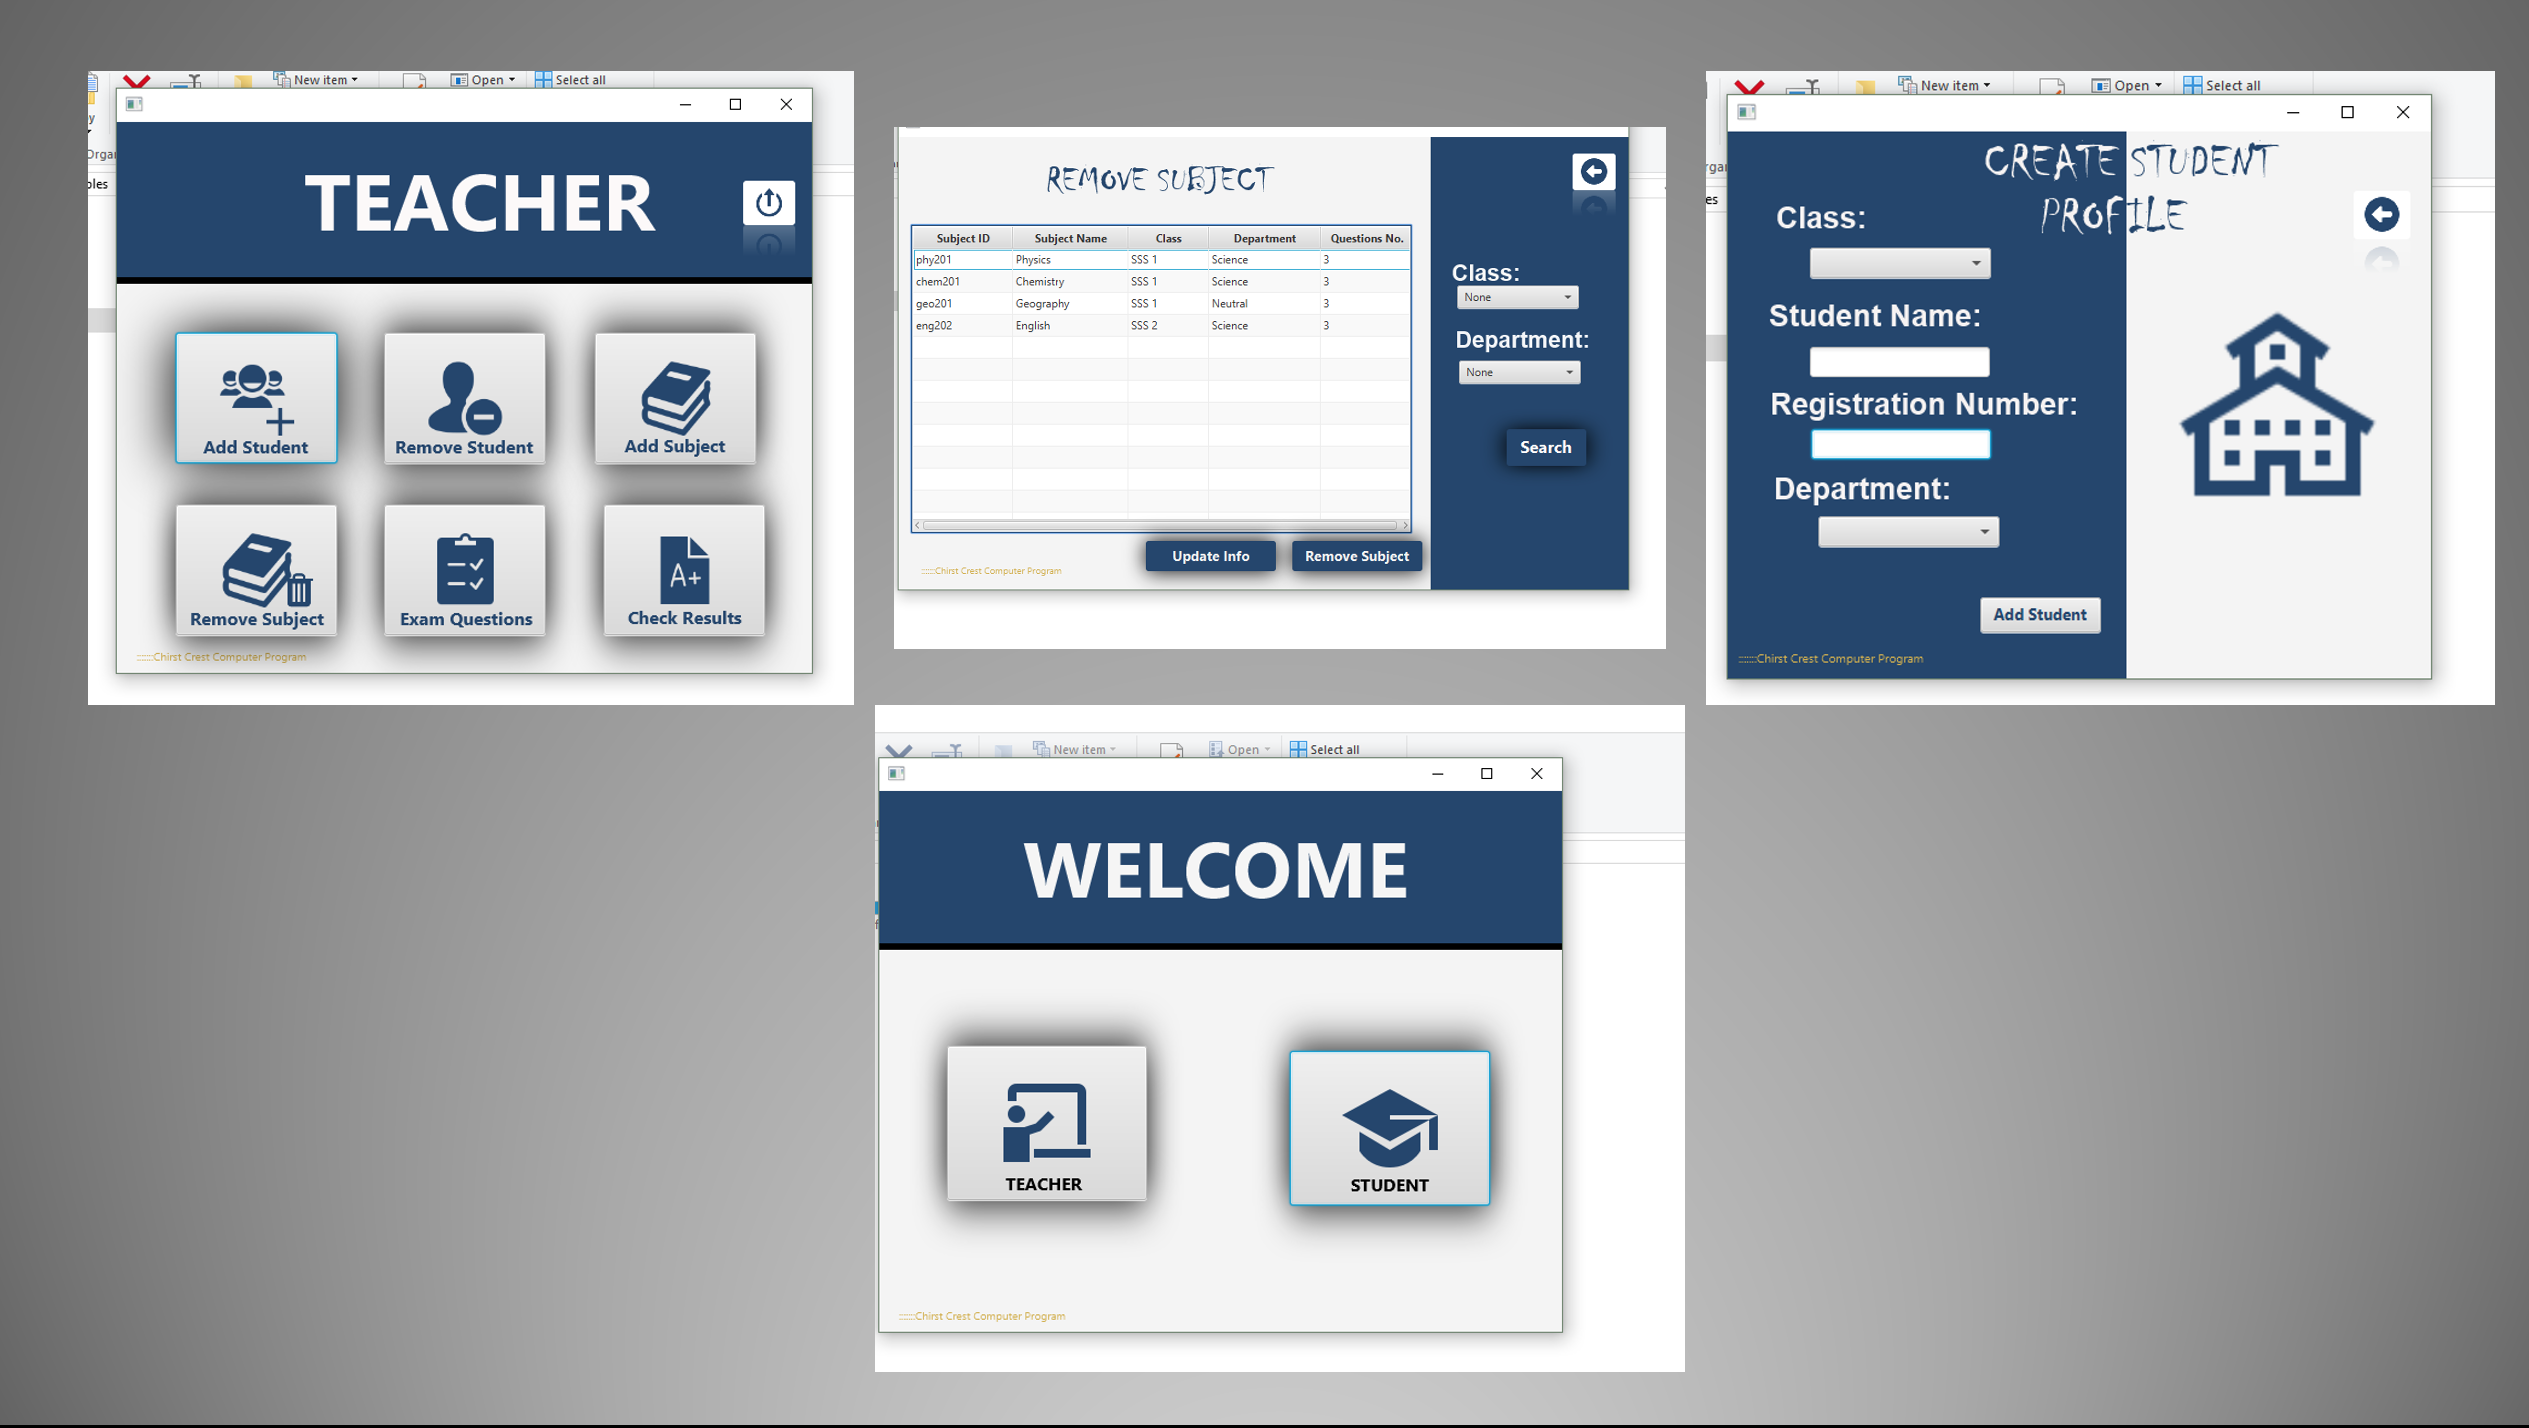 New item
Open
Select all
Orga
bles
TEACHER
Add Student
Remove Student
Add Subject
Remove Subject
Exam Questions
Check Results
::::::Chirst Crest Computer Program
REMOVE SUBJECT
Subject ID Subject Name Class Department Questions No.
phy201 Physics SSS 1 Science 3
chem201 Chemistry SSS 1 Science 3
geo201 Geography SSS 1 Neutral 3
eng202 English SSS 2 Science 3
Class:
None
Department:
None
Search
Update Info Remove Subject
::::::Chirst Crest Computer Program
New item
Open
Select all
CREATE STUDENT
PROFILE
Class:
Student Name:
Registration Number:
Department:
Add Student
::::::Chirst Crest Computer Program
New item
Open
Select all
WELCOME
TEACHER
STUDENT
::::::Chirst Crest Computer Program